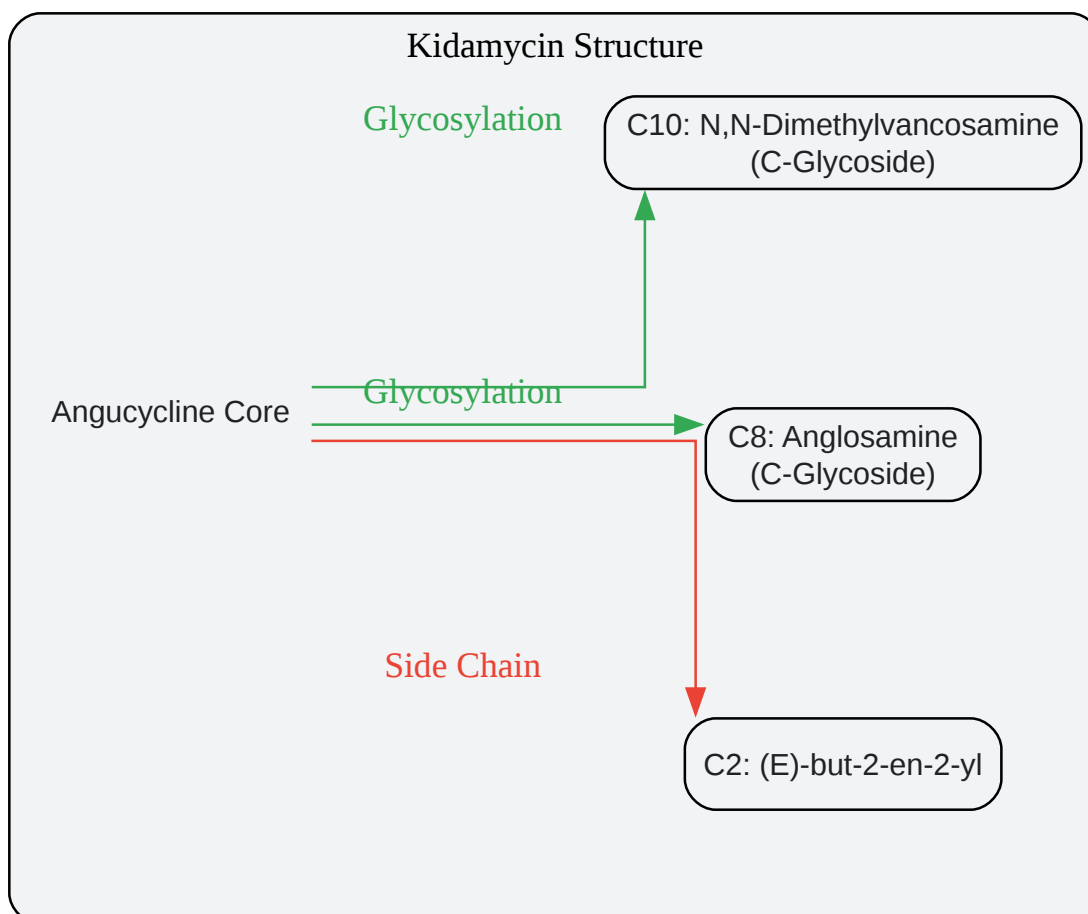 Kidamycin Structure
Glycosylation
C10: N,N-Dimethylvancosamine
(C-Glycoside)
Glycosylation
Angucycline Core
C8: Anglosamine
(C-Glycoside)
Side Chain
C2: (E)-but-2-en-2-yl